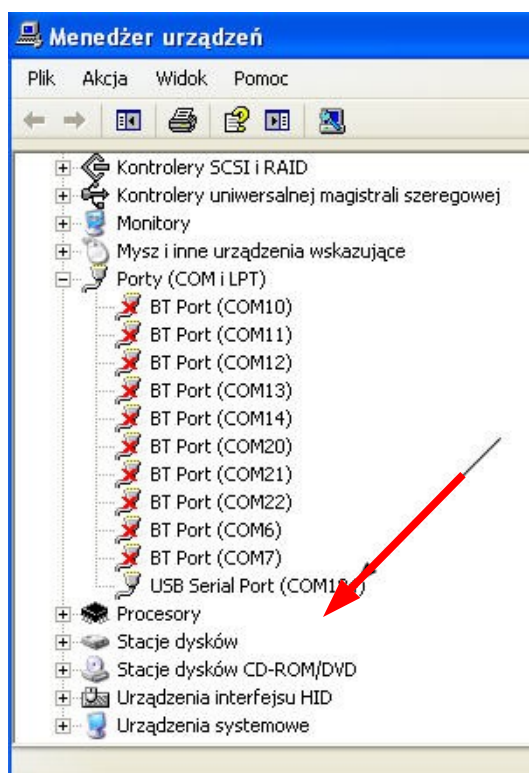 Menedżer urządzeń
Plik Akcja Widok Pomoc
Kontrolery SCSI i RAID
Kontrolery uniwersalnej magistrali szeregowej
Monitory
Mysz i inne urządzenia wskazujące
Porty (COM i LPT)
BT Port (COM10)
BT Port (COM11)
BT Port (COM12)
BT Port (COM13)
BT Port (COM14)
BT Port (COM20)
BT Port (COM21)
BT Port (COM22)
BT Port (COM6)
BT Port (COM7)
USB Serial Port
Procesory
Stacje dysków
Stacje dysków CD-ROM/DVD
Urządzenia interfejsu HID
Urządzenia systemowe